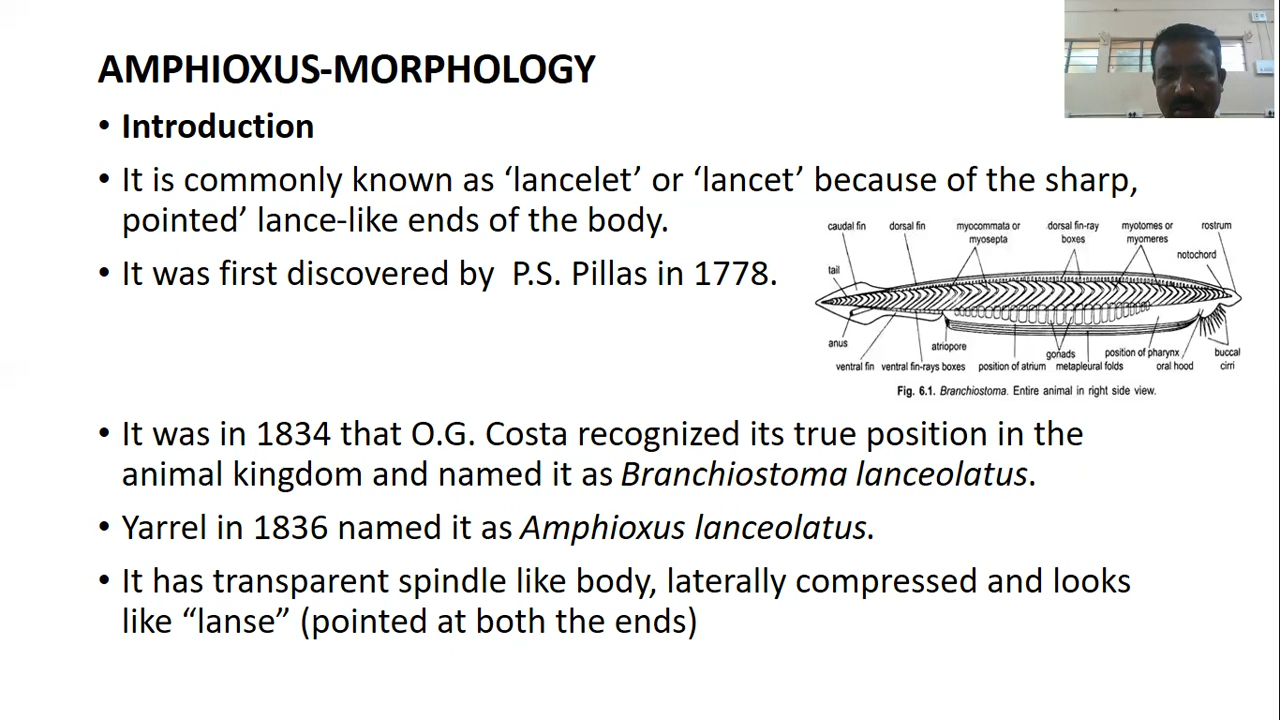 AMPHIOXUS-MORPHOLOGY
• Introduction
• It is commonly known as ‘lancelet’ or ‘lancet’ because of the sharp,
pointed’ lance-like ends of the body.
• It was first discovered by P.S. Pillas in 1778.
caudal fin dorsal fin myocommata or myosepta dorsal fin-ray boxes myotomes or myomeres rostrum
notochord
tail
anus atriopore gonads position of pharynx buccal cirri
ventral fin ventral fin-rays boxes position of atrium metapleural folds oral hood
Fig. 6.1. Branchiostoma. Entire animal in right side view.
• It was in 1834 that O.G. Costa recognized its true position in the
animal kingdom and named it as Branchiostoma lanceolatus.
• Yarrel in 1836 named it as Amphioxus lanceolatus.
• It has transparent spindle like body, laterally compressed and looks
like “lanse” (pointed at both the ends)